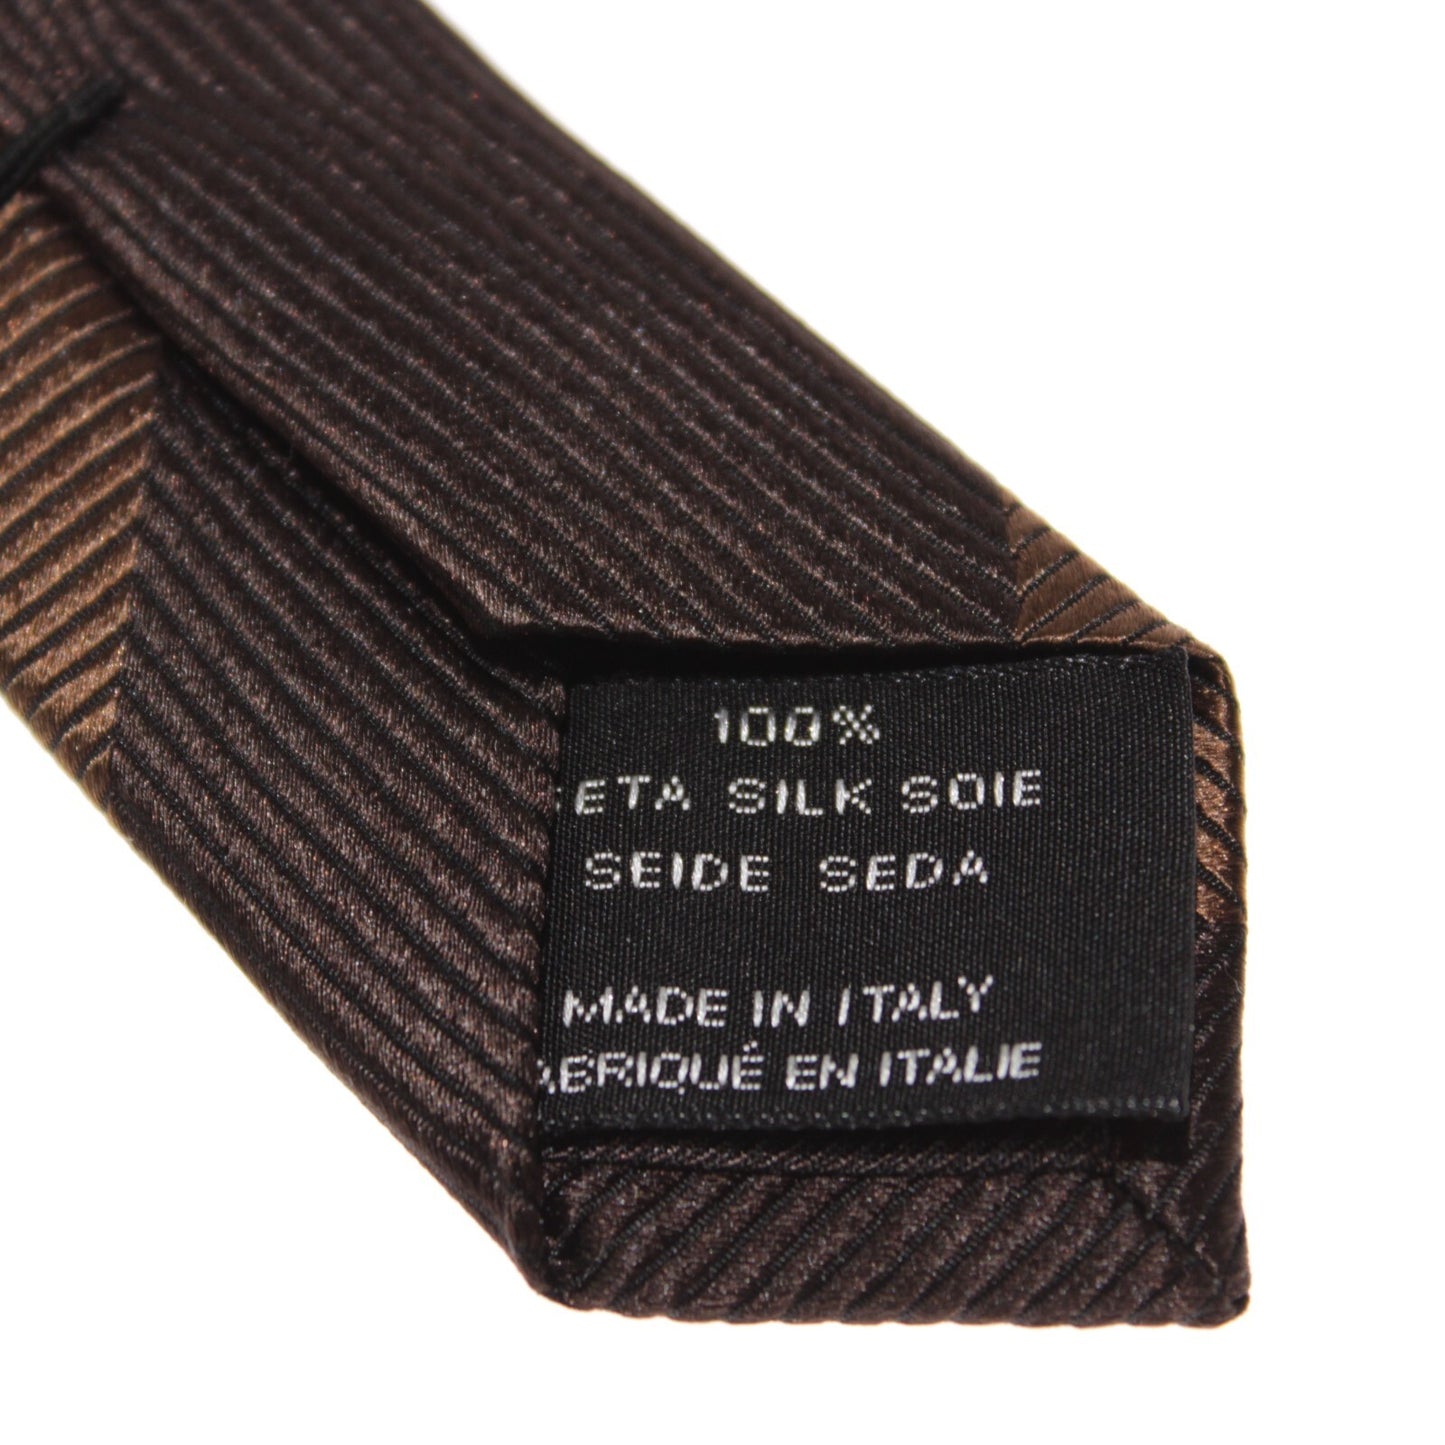 100%
ETA SILK SOIE
SEIDE SEDA
MADE IN ITALY
ABRIQUÉ EN ITALIE